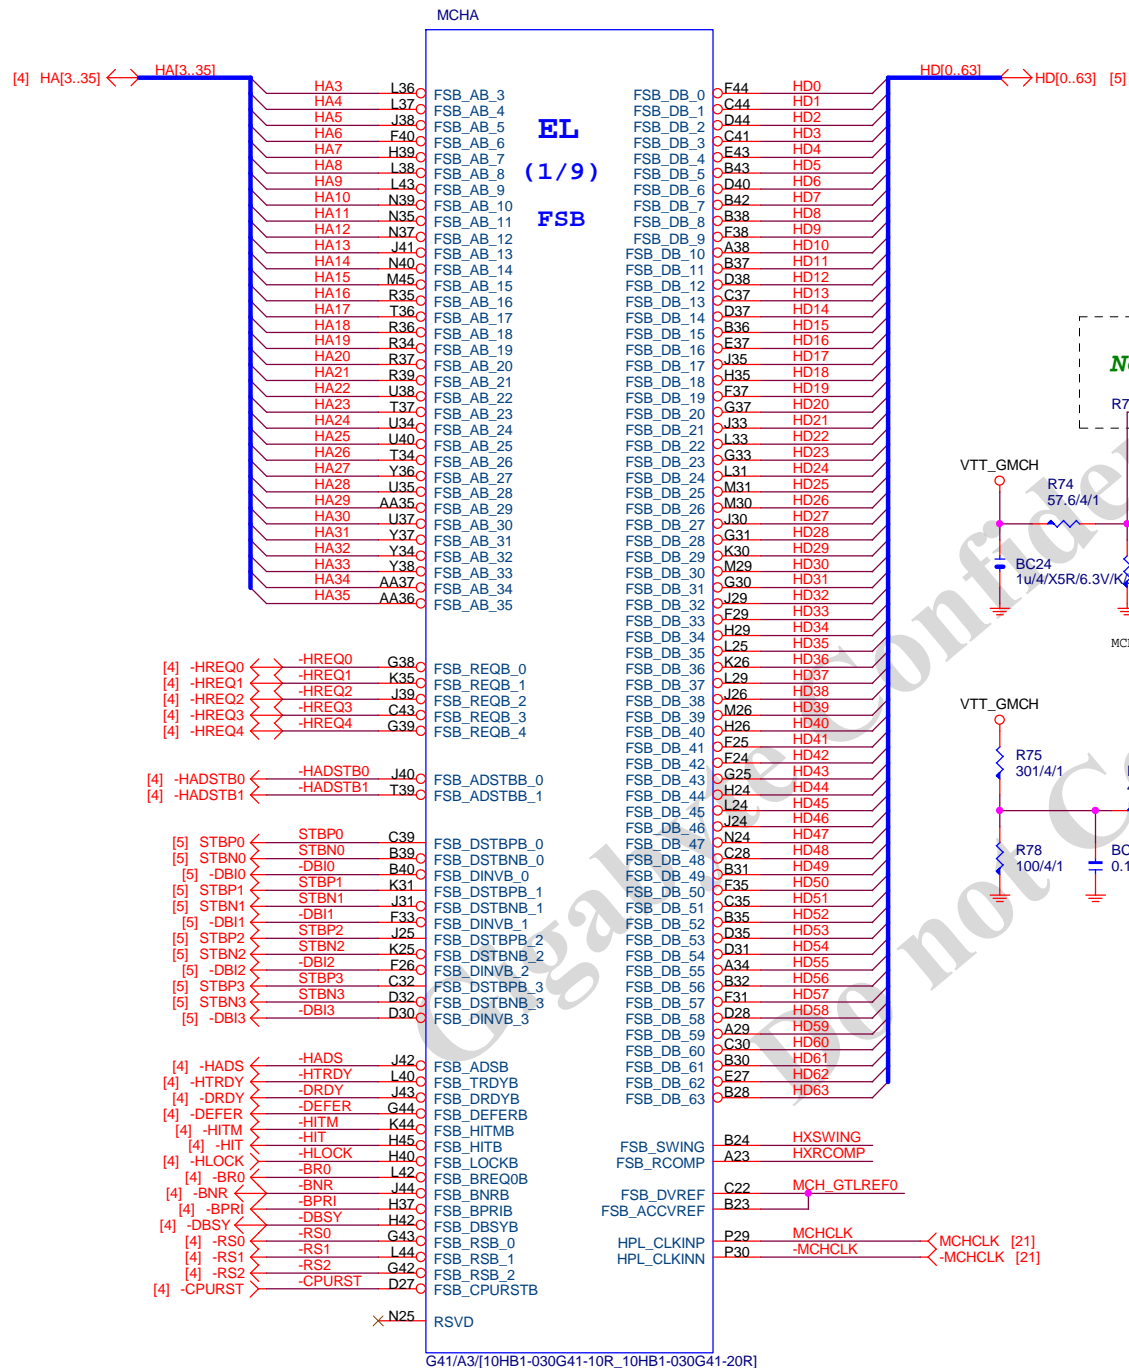 MCHA
[4] HA[3..35] HA[3..35] HD[0..63] HD[0..63] [5]
EL
(1/9)
FSB
HA3 L36 FSB_AB_3 FSB_DB_0 F44 HD0
HA4 L37 FSB_AB_4 FSB_DB_1 C44 HD1
HA5 J38 FSB_AB_5 FSB_DB_2 D44 HD2
HA6 F40 FSB_AB_6 FSB_DB_3 C41 HD3
HA7 H39 FSB_AB_7 FSB_DB_4 E43 HD4
HA8 L38 FSB_AB_8 FSB_DB_5 B43 HD5
HA9 L43 FSB_AB_9 FSB_DB_6 D40 HD6
HA10 N39 FSB_AB_10 FSB_DB_7 B42 HD7
HA11 N35 FSB_AB_11 FSB_DB_8 B38 HD8
HA12 N37 FSB_AB_12 FSB_DB_9 F38 HD9
HA13 J41 FSB_AB_13 FSB_DB_10 A38 HD10
HA14 N40 FSB_AB_14 FSB_DB_11 B37 HD11
HA15 M45 FSB_AB_15 FSB_DB_12 D38 HD12
HA16 R35 FSB_AB_16 FSB_DB_13 C37 HD13
HA17 T36 FSB_AB_17 FSB_DB_14 D37 HD14
HA18 R36 FSB_AB_18 FSB_DB_15 B36 HD15
HA19 R34 FSB_AB_19 FSB_DB_16 E37 HD16
HA20 R37 FSB_AB_20 FSB_DB_17 J35 HD17
HA21 R39 FSB_AB_21 FSB_DB_18 H35 HD18
HA22 U38 FSB_AB_22 FSB_DB_19 F37 HD19
HA23 T37 FSB_AB_23 FSB_DB_20 G37 HD20
HA24 U34 FSB_AB_24 FSB_DB_21 J33 HD21
HA25 U40 FSB_AB_25 FSB_DB_22 L33 HD22
HA26 T34 FSB_AB_26 FSB_DB_23 G33 HD23
HA27 Y36 FSB_AB_27 FSB_DB_24 L31 HD24
HA28 U35 FSB_AB_28 FSB_DB_25 M31 HD25
HA29 AA35 FSB_AB_29 FSB_DB_26 M30 HD26
HA30 U37 FSB_AB_30 FSB_DB_27 J30 HD27
HA31 Y37 FSB_AB_31 FSB_DB_28 G31 HD28
HA32 Y34 FSB_AB_32 FSB_DB_29 K30 HD29
HA33 Y38 FSB_AB_33 FSB_DB_30 M29 HD30
HA34 AA37 FSB_AB_34 FSB_DB_31 G30 HD31
HA35 AA36 FSB_AB_35 FSB_DB_32 J29 HD32
FSB_DB_33 F29 HD33
FSB_DB_34 H29 HD34
FSB_DB_35 L25 HD35
[4] -HREQ0 -HREQ0 G38 FSB_REQB_0 FSB_DB_36 K26 HD36
[4] -HREQ1 -HREQ1 K35 FSB_REQB_1 FSB_DB_37 L29 HD37
[4] -HREQ2 -HREQ2 J39 FSB_REQB_2 FSB_DB_38 J26 HD38
[4] -HREQ3 -HREQ3 C43 FSB_REQB_3 FSB_DB_39 M26 HD39
[4] -HREQ4 -HREQ4 G39 FSB_REQB_4 FSB_DB_40 H26 HD40
FSB_DB_41 F25 HD41
FSB_DB_42 F24 HD42
[4] -HADSTB0 -HADSTB0 J40 FSB_ADSTBB_0 FSB_DB_43 G25 HD43
[4] -HADSTB1 -HADSTB1 T39 FSB_ADSTBB_1 FSB_DB_44 H24 HD44
FSB_DB_45 L24 HD45
FSB_DB_46 J24 HD46
[5] STBP0 STBP0 C39 FSB_DSTBPB_0 FSB_DB_47 N24 HD47
[5] STBN0 STBN0 B39 FSB_DSTBNB_0 FSB_DB_48 C28 HD48
[5] -DBI0 -DBI0 B40 FSB_DINVB_0 FSB_DB_49 B31 HD49
[5] STBP1 STBP1 K31 FSB_DSTBPB_1 FSB_DB_50 F35 HD50
[5] STBN1 STBN1 J31 FSB_DSTBNB_1 FSB_DB_51 C35 HD51
[5] -DBI1 -DBI1 F33 FSB_DINVB_1 FSB_DB_52 B35 HD52
[5] STBP2 STBP2 J25 FSB_DSTBPB_2 FSB_DB_53 D35 HD53
[5] STBN2 STBN2 K25 FSB_DSTBNB_2 FSB_DB_54 D31 HD54
[5] -DBI2 -DBI2 F26 FSB_DINVB_2 FSB_DB_55 A34 HD55
[5] STBP3 STBP3 C32 FSB_DSTBPB_3 FSB_DB_56 B32 HD56
[5] STBN3 STBN3 D32 FSB_DSTBNB_3 FSB_DB_57 F31 HD57
[5] -DBI3 -DBI3 D30 FSB_DINVB_3 FSB_DB_58 D28 HD58
FSB_DB_59 A29 HD59
FSB_DB_60 C30 HD60
[4] -HADS -HADS J42 FSB_ADSB FSB_DB_61 B30 HD61
[4] -HTRDY -HTRDY L40 FSB_TRDYB FSB_DB_62 E27 HD62
[4] -DRDY -DRDY J43 FSB_DRDYB FSB_DB_63 B28 HD63
[4] -DEFER -DEFER G44 FSB_DEFERB
[4] -HITM -HITM K44 FSB_HITMB
[4] -HIT -HIT H45 FSB_HITB FSB_SWING B24 HXSWING
[4] -HLOCK -HLOCK H40 FSB_LOCKB FSB_RCOMP A23 HXRCOMP
[4] -BR0 -BR0 L42 FSB_BREQ0B
[4] -BNR -BNR J44 FSB_BNRB FSB_DVREF C22 MCH_GTLREF0
[4] -BPRI -BPRI H37 FSB_BPRIB FSB_ACCVREF B23
[4] -DBSY -DBSY H42 FSB_DBSYB
[4] -RS0 -RS0 G43 FSB_RSB_0 HPL_CLKINP P29 MCHCLK MCHCLK [21]
[4] -RS1 -RS1 L44 FSB_RSB_1 HPL_CLKINN P30 -MCHCLK -MCHCLK [21]
[4] -RS2 -RS2 G42 FSB_RSB_2
[4] -CPURST -CPURST D27 FSB_CPURSTB
N25 RSVD
G41/A3/[10HB1-030G41-10R_10HB1-030G41-20R]
VTT_GMCH
R74
57.6/4/1
BC24
1u/4/X5R/6.3V/K
VTT_GMCH
R75
301/4/1
R78
100/4/1
Gigabyte
Do not